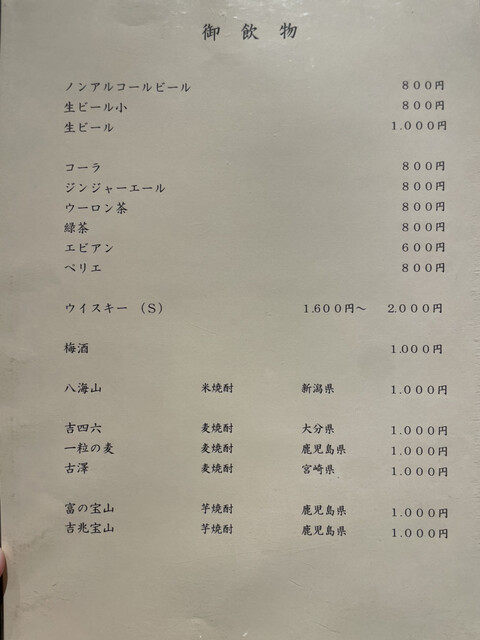 御飲物
ノンアルコールビール 800円
生ビール小 800円
生ビール 1.000円
コーラ 800円
ジンジャーエール 800円
ウーロン茶 800円
緑茶 800円
エビアン 600円
ペリエ 800円
ウイスキー（S） 1.600円～ 2.000円
梅酒 1.000円
八海山 米焼酎 新潟県 1.000円
吉四六 麦焼酎 大分県 1.000円
一粒の麦 麦焼酎 鹿児島県 1.000円
古澤 麦焼酎 宮崎県 1.000円
富の宝山 芋焼酎 鹿児島県 1.000円
吉兆宝山 芋焼酎 鹿児島県 1.000円